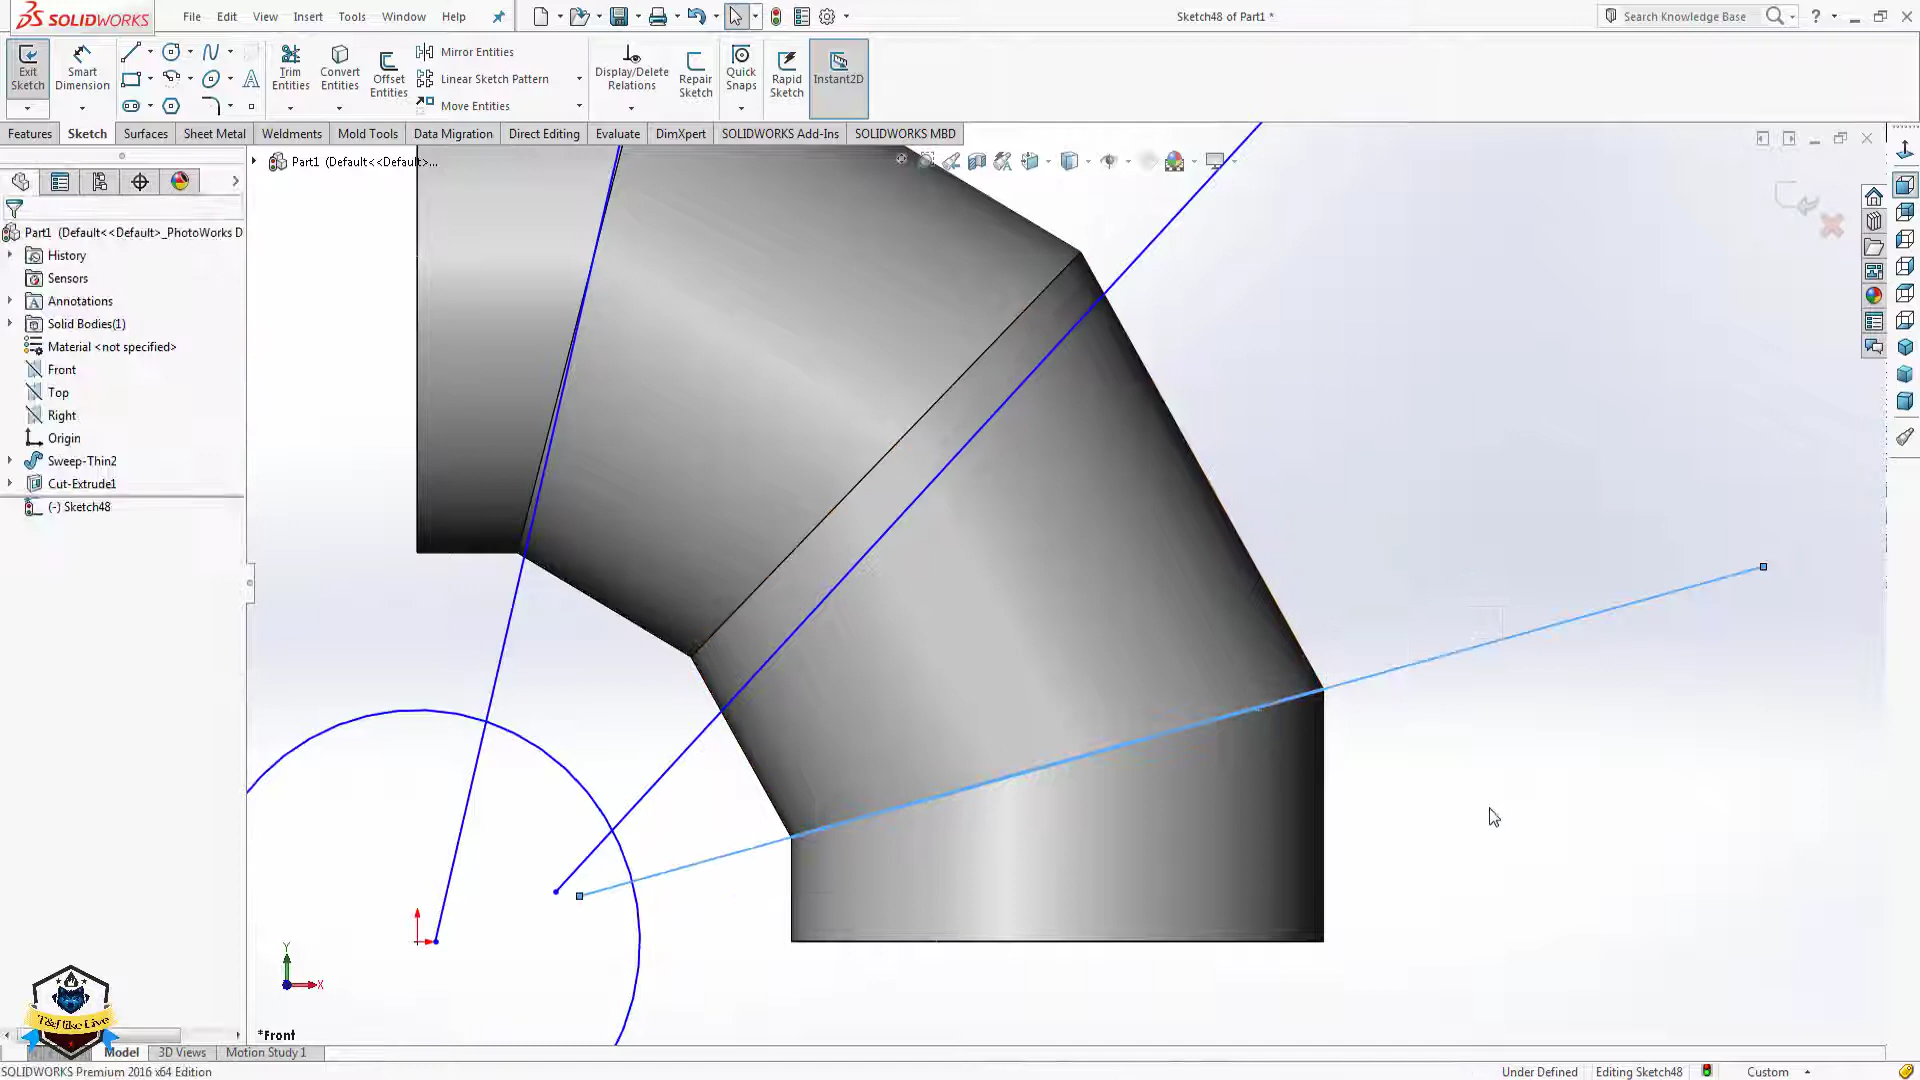 SOLIDWORKS
File Edit View Insert Tools Window Help
Sketch48 of Part1 *
Search Knowledge Base
Exit Sketch
Smart Dimension
Trim Entities
Convert Entities
Offset Entities
Mirror Entities
Linear Sketch Pattern
Move Entities
Display/Delete Relations
Repair Sketch
Quick Snaps
Rapid Sketch
Instant2D
Features Sketch Surfaces Sheet Metal Weldments Mold Tools Data Migration Direct Editing Evaluate DimXpert SOLIDWORKS Add-Ins SOLIDWORKS MBD
Part1 (Default<<Default>...
Part1 (Default<<Default>_PhotoWorks D
History
Sensors
Annotations
Solid Bodies(1)
Material <not specified>
Front
Top
Right
Origin
Sweep-Thin2
Cut-Extrude1
(-) Sketch48
Y
X
*Front
T&f like Live
Model 3D Views Motion Study 1
SOLIDWORKS Premium 2016 x64 Edition
Under Defined Editing Sketch48 Custom